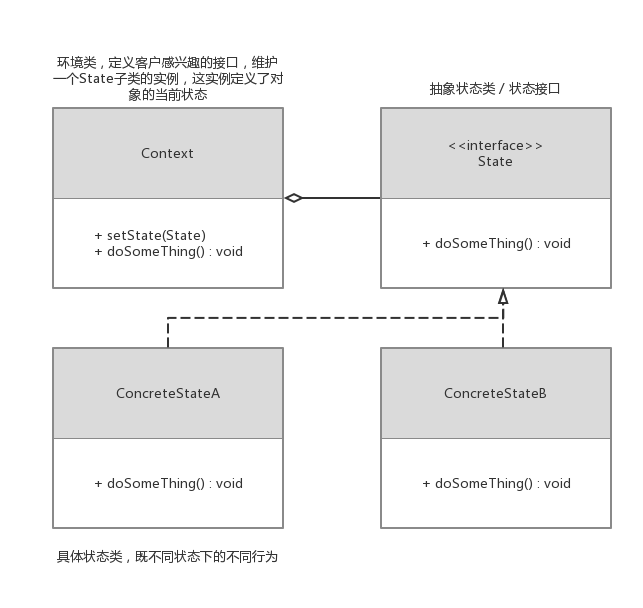 环境类，定义客户感兴趣的接口，维护
一个State子类的实例，这实例定义了对
象的当前状态
抽象状态类 / 状态接口
Context
<<interface>>
State
+ setState(State)
+ doSomeThing() : void
+ doSomeThing() : void
ConcreteStateA
ConcreteStateB
+ doSomeThing() : void
+ doSomeThing() : void
具体状态类，既不同状态下的不同行为